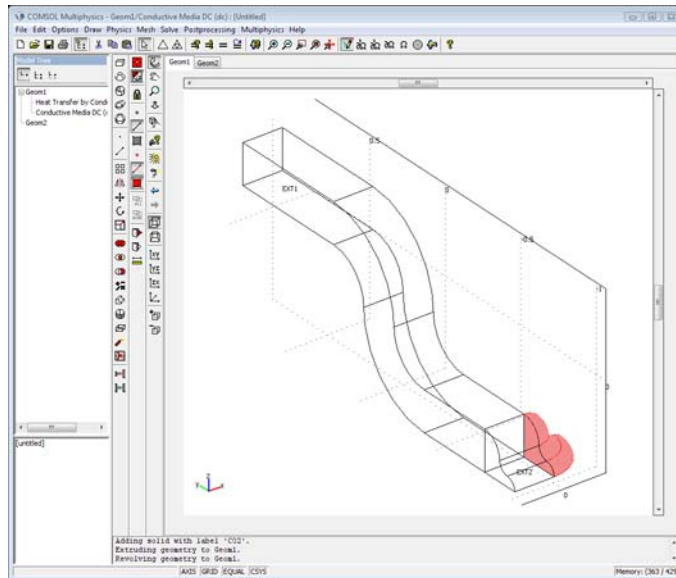 COMSOL Multiphysics - Geom1/Conductive Media DC (dc) : [Untitled]
File Edit Options Draw Physics Mesh Solve Postprocessing Multiphysics Help
Model Tree
Geom1
Heat Transfer by Cond
Conductive Media DC (
Geom2
[untitled]
Geom1 Geom2
0.5
0
-0.5
-1
EXT1
EXT2
0
z
y
x
Adding solid with label 'CO2'.
Extruding geometry to Geom1.
Revolving geometry to Geom1.
AXIS GRID EQUAL CSYS
Memory: (363 / 429